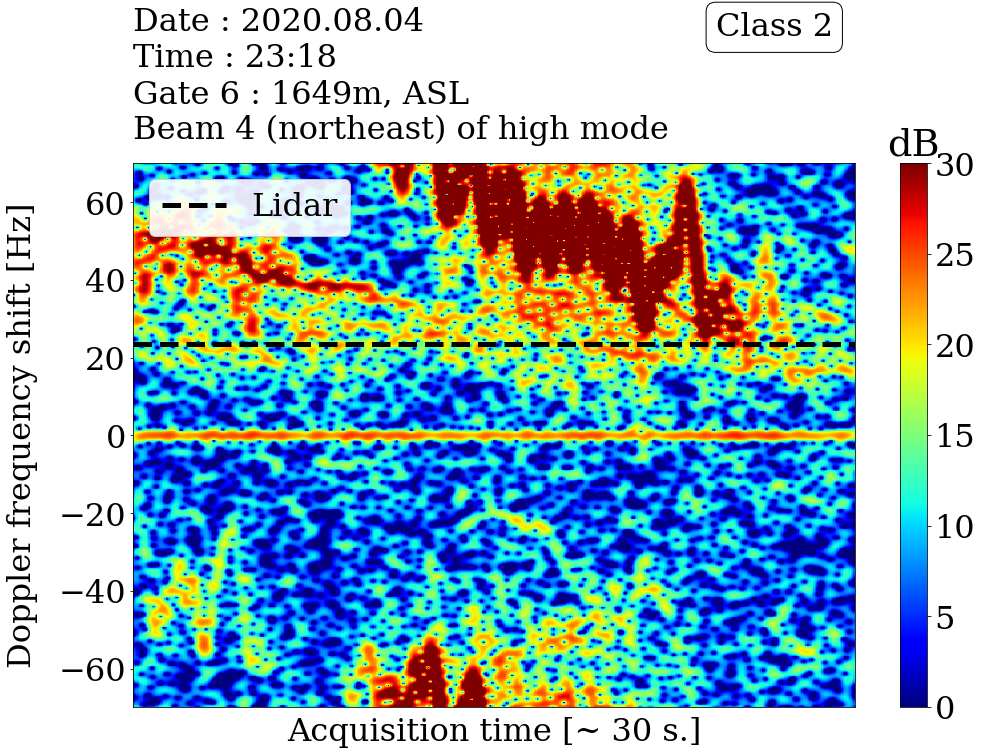 Date : 2020.08.04
Time : 23:18
Gate 6 : 1649m, ASL
Beam 4 (northeast) of high mode
Class 2
dB
Lidar
Doppler frequency shift [Hz]
60
40
20
0
−20
−40
−60
30
25
20
15
10
5
0
Acquisition time [~ 30 s.]